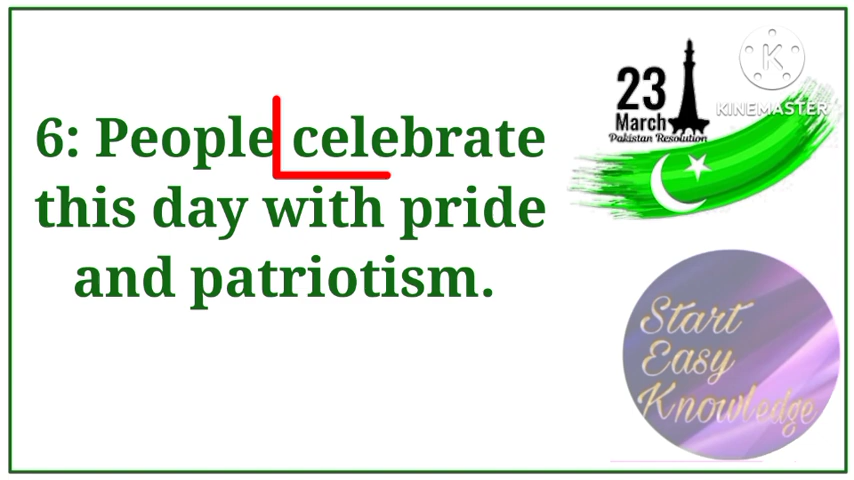 6: People celebrate
this day with pride
and patriotism.
23
March
Pakistan Resolution
KINEMASTER
Start
Easy
Knowledge